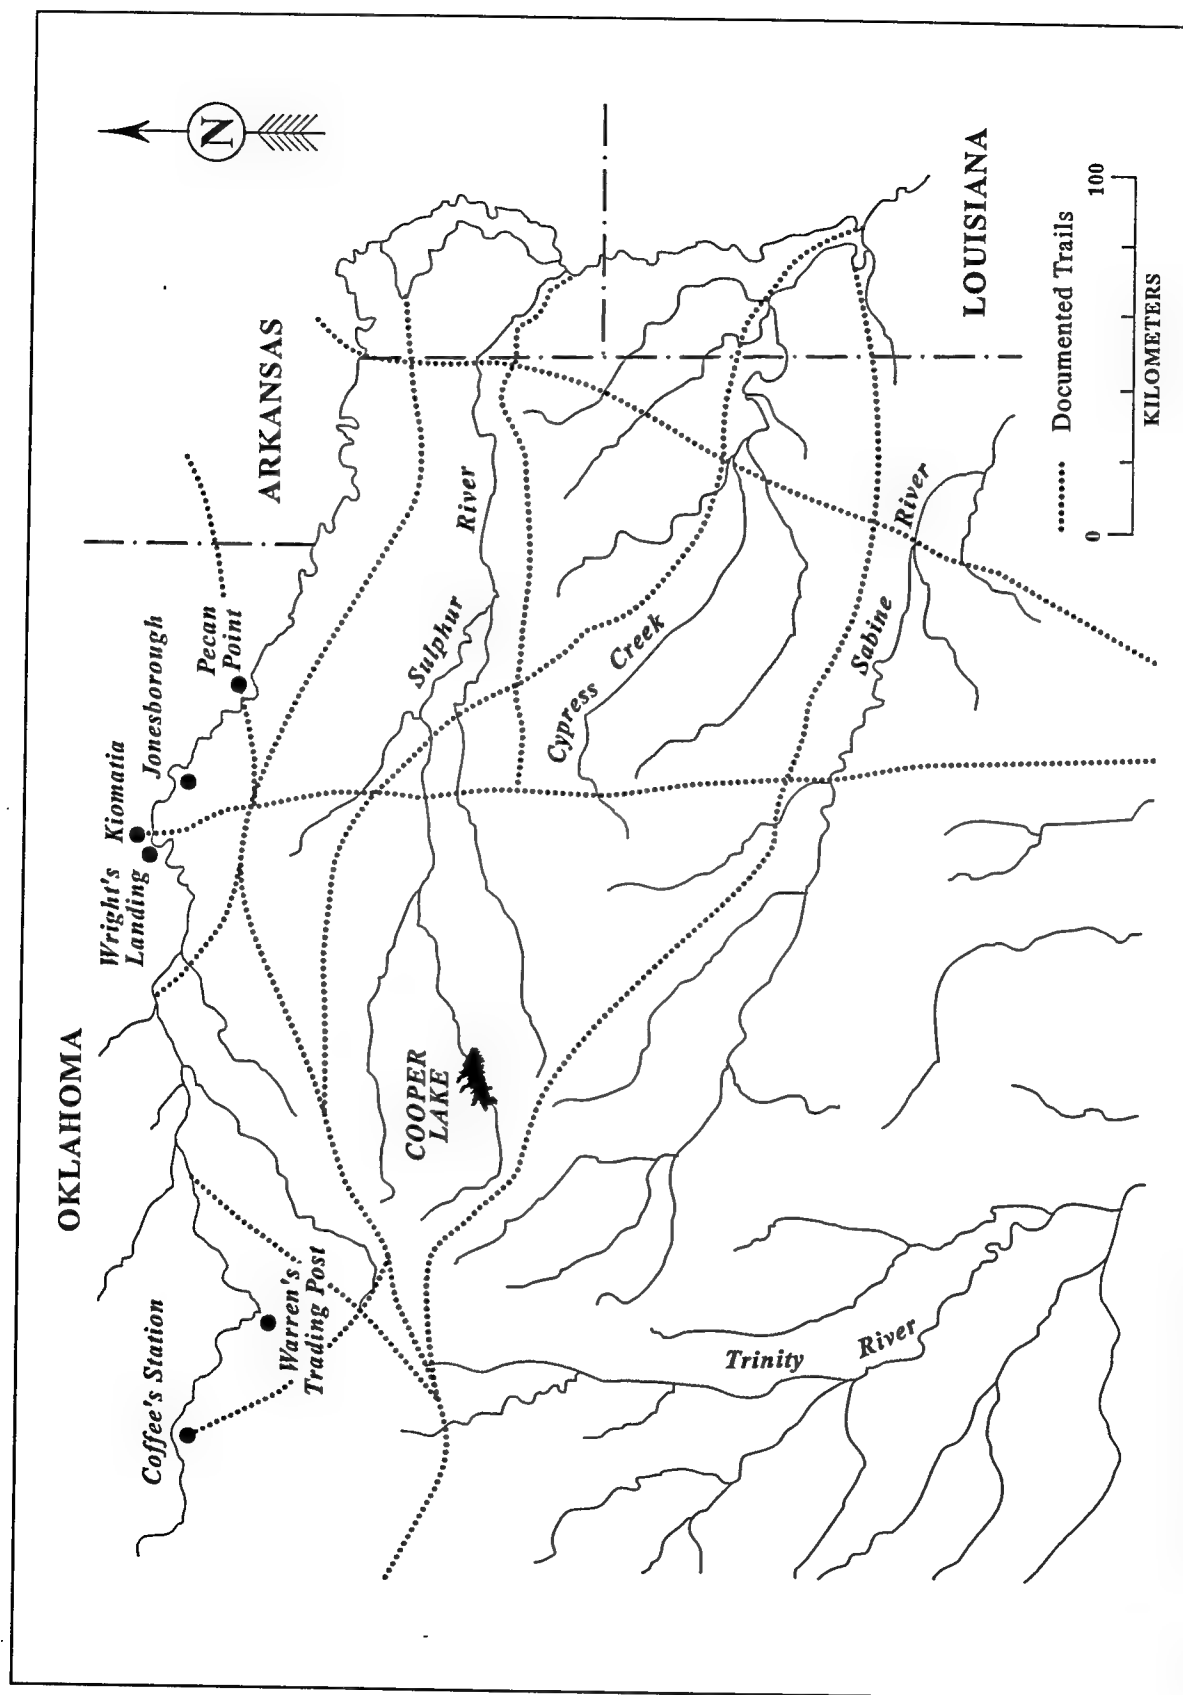 OKLAHOMA
ARKANSAS
LOUISIANA
N
Coffee's Station
Warren's
Trading Post
Wright's
Landing
Kiomatia
Jonesborough
Pecan
Point
COOPER
LAKE
Sulphur
River
Cypress
Creek
Sabine
River
Trinity
River
Documented Trails
0
100
KILOMETERS